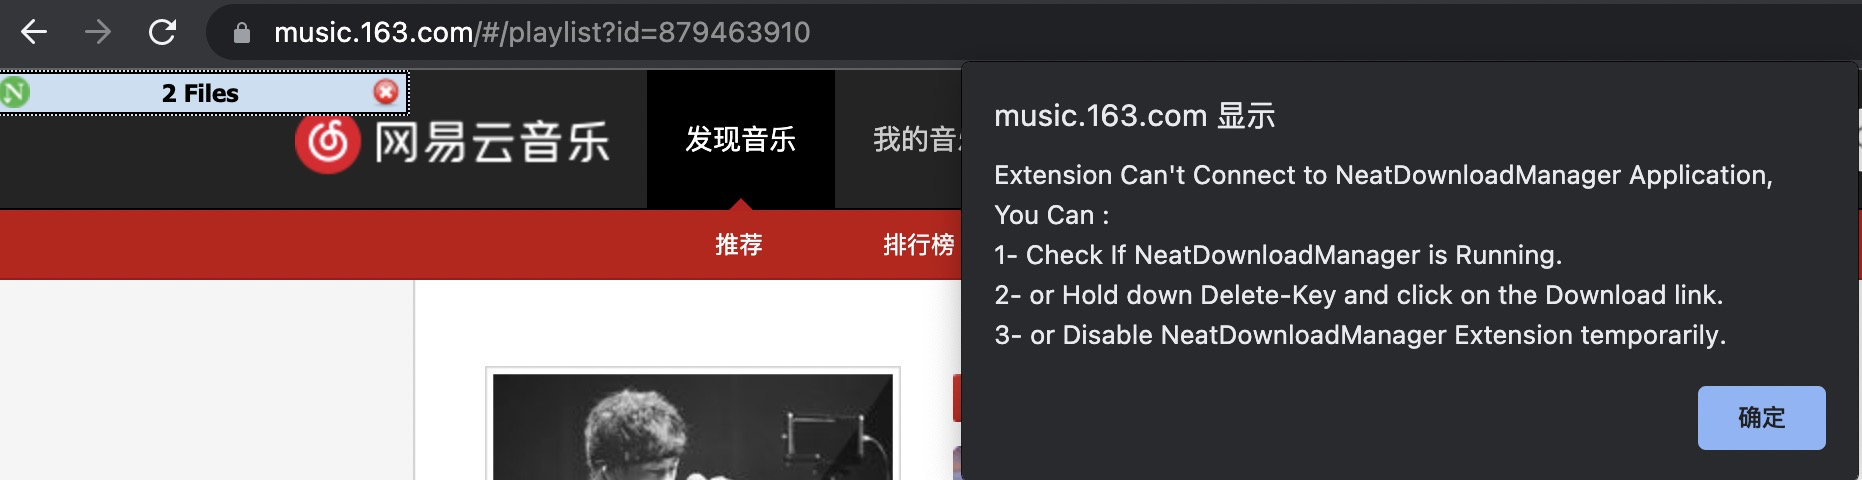 music.163.com/#/playlist?id=879463910
2 Files
网易云音乐
发现音乐
我的音
推荐
排行榜
music.163.com 显示
Extension Can't Connect to NeatDownloadManager Application,
You Can :
1- Check If NeatDownloadManager is Running.
2- or Hold down Delete-Key and click on the Download link.
3- or Disable NeatDownloadManager Extension temporarily.
确定